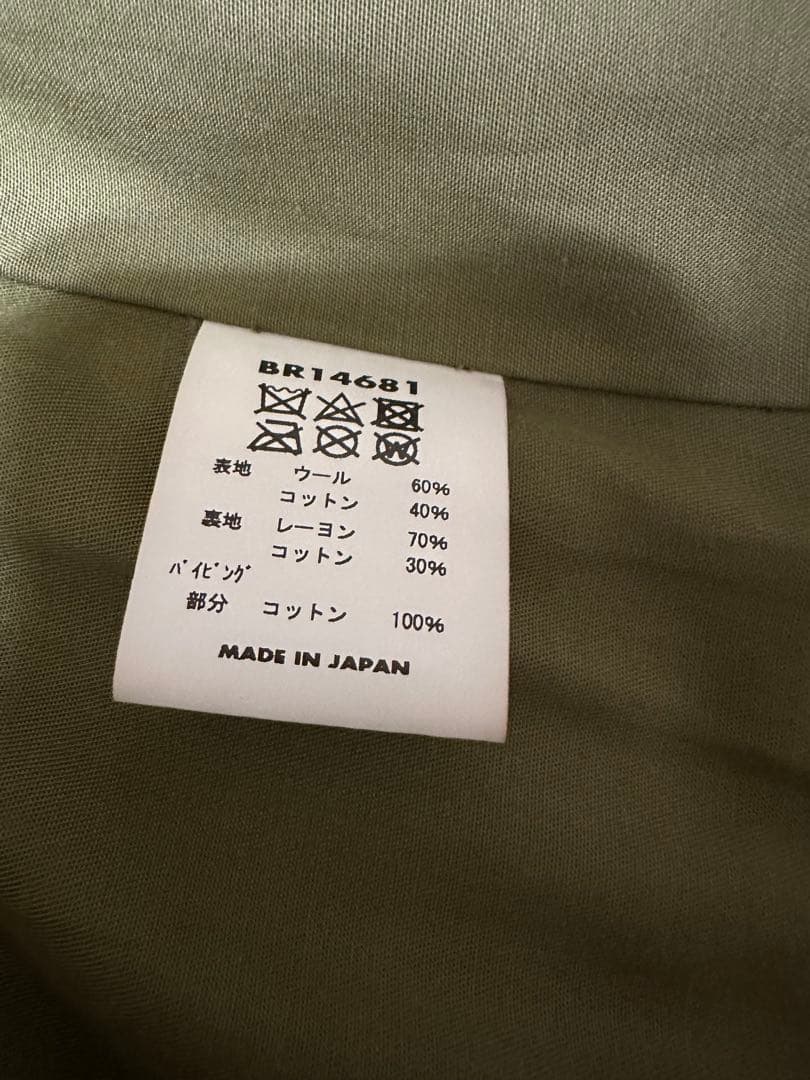 BR14681
表地 ウール 60%
コットン 40%
裏地 レーヨン 70%
コットン 30%
パイピング
部分 コットン 100%
MADE IN JAPAN